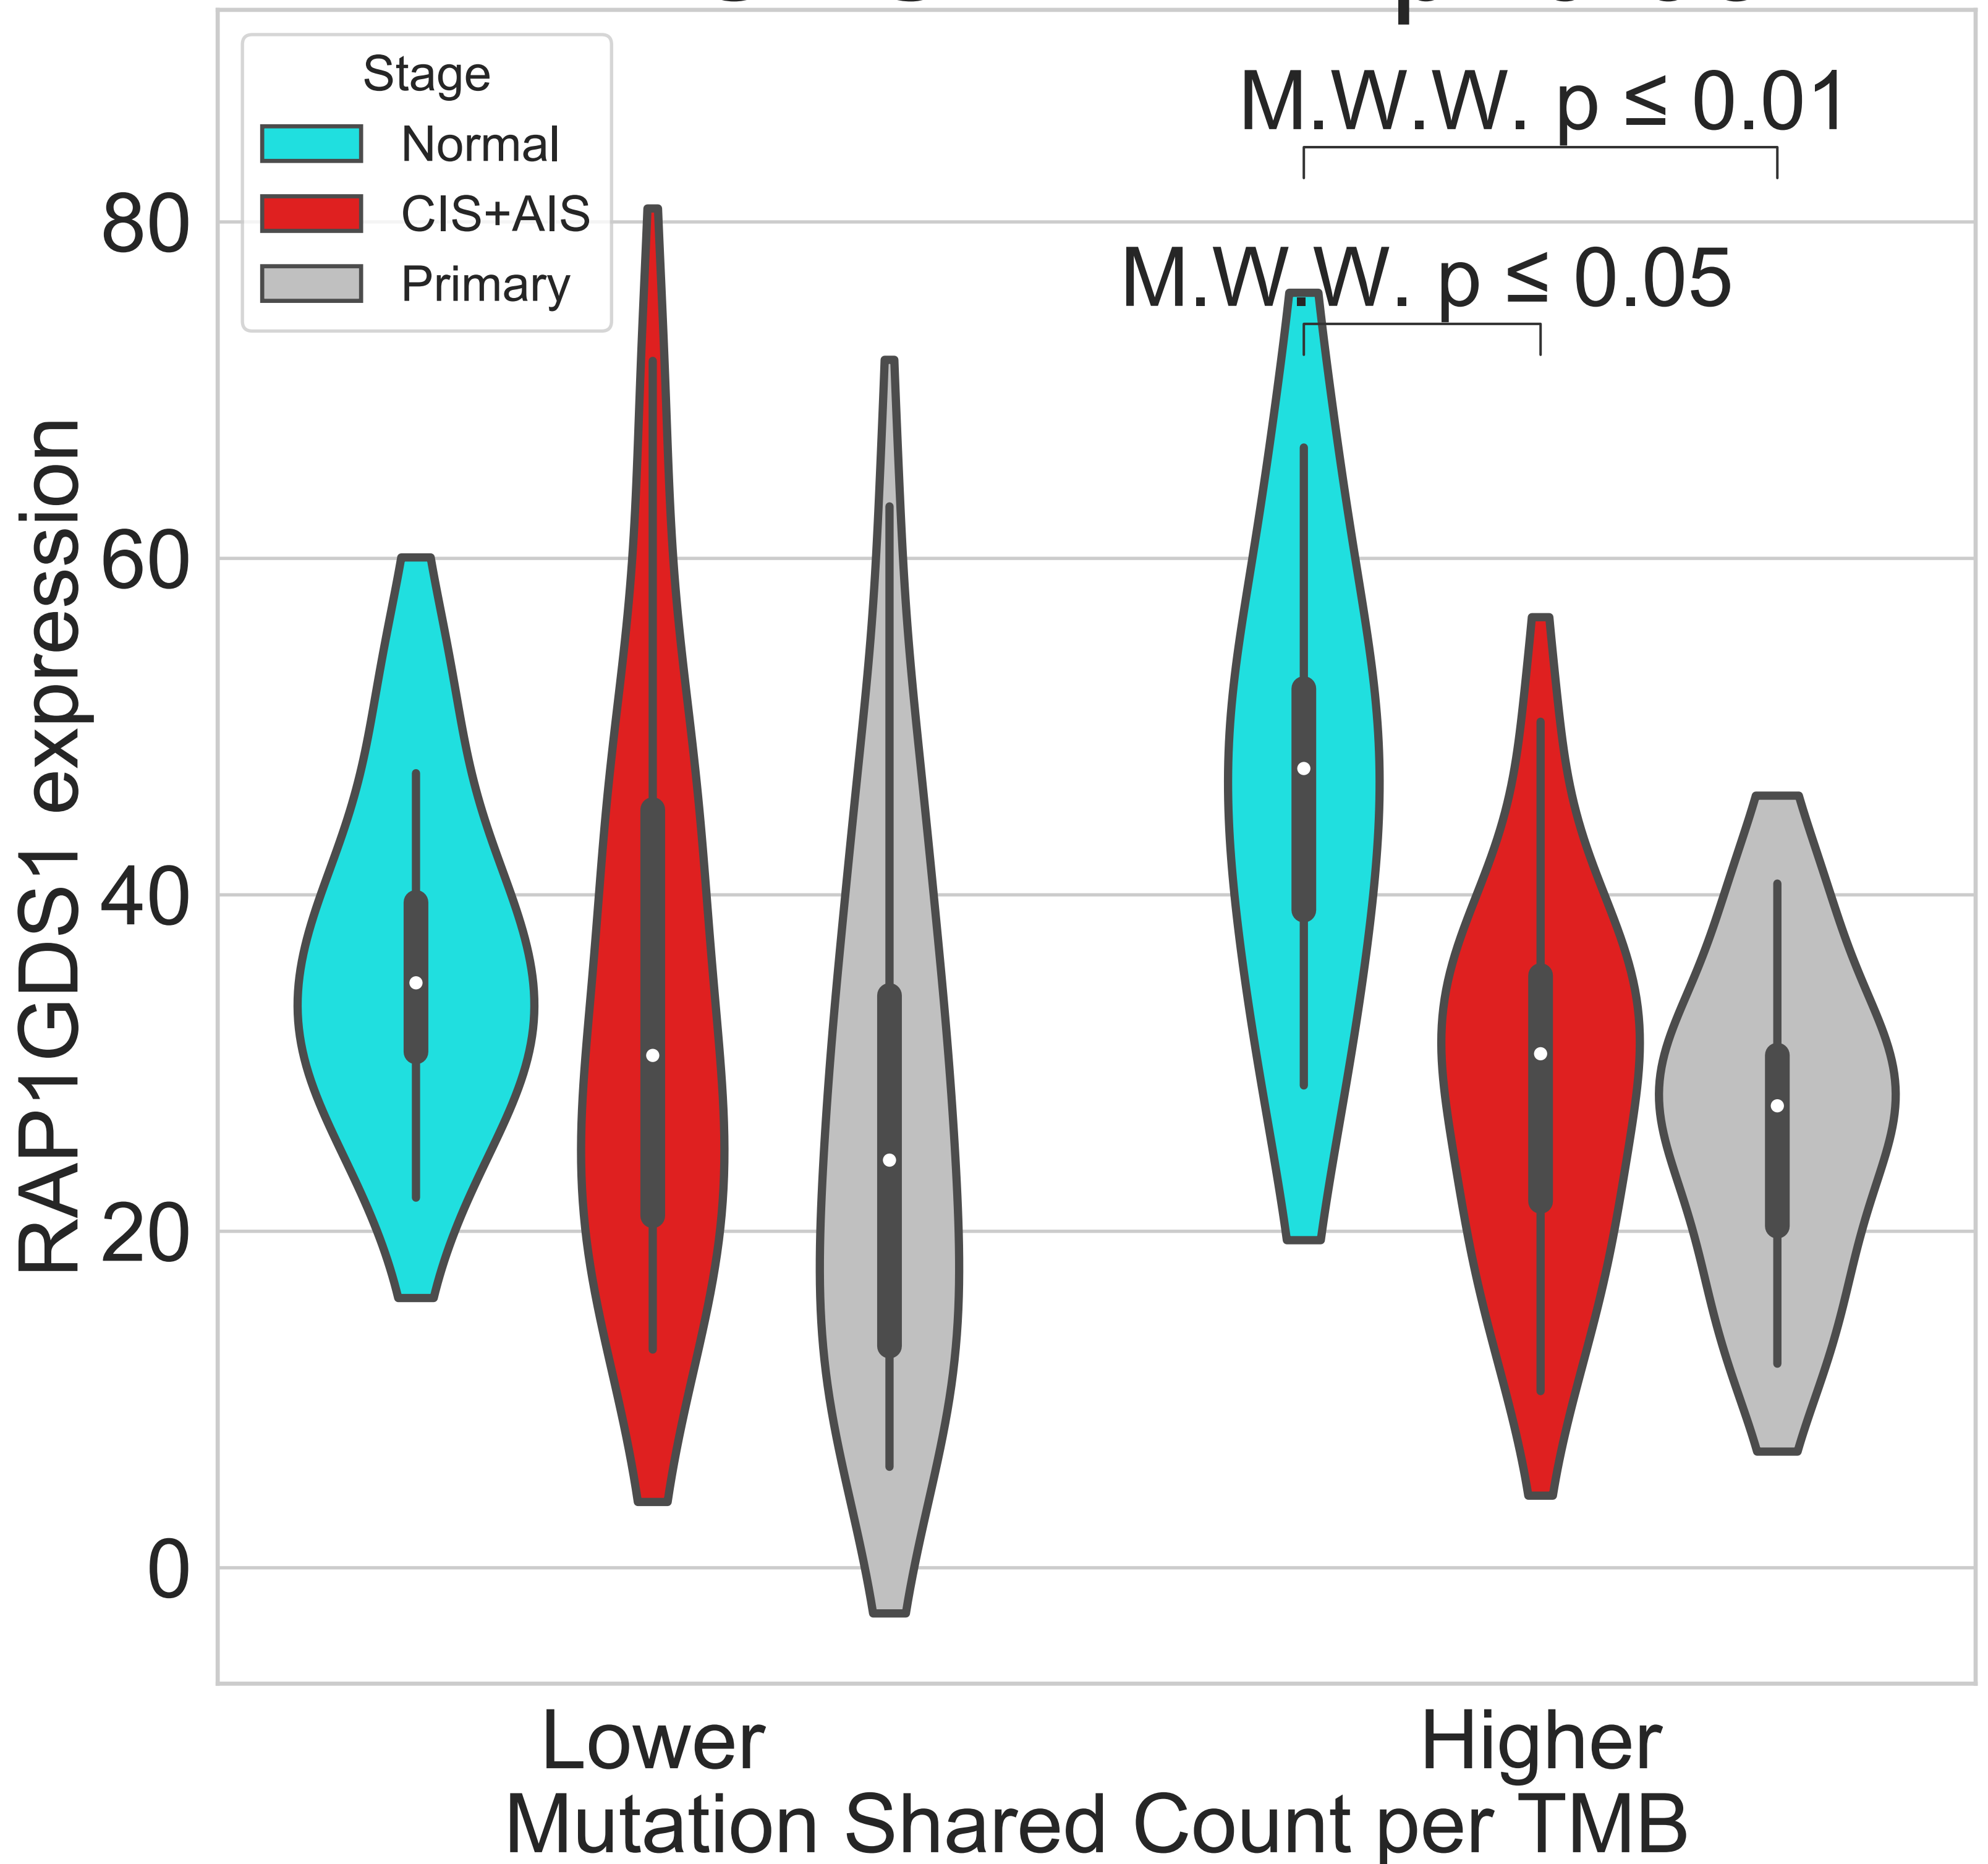 Stage
Normal
CIS+AIS
Primary
M.W.W. p ≤ 0.01
M.W.W. p ≤ 0.05
80
60
40
20
0
RAP1GDS1 expression
Lower
Higher
Mutation Shared Count per TMB